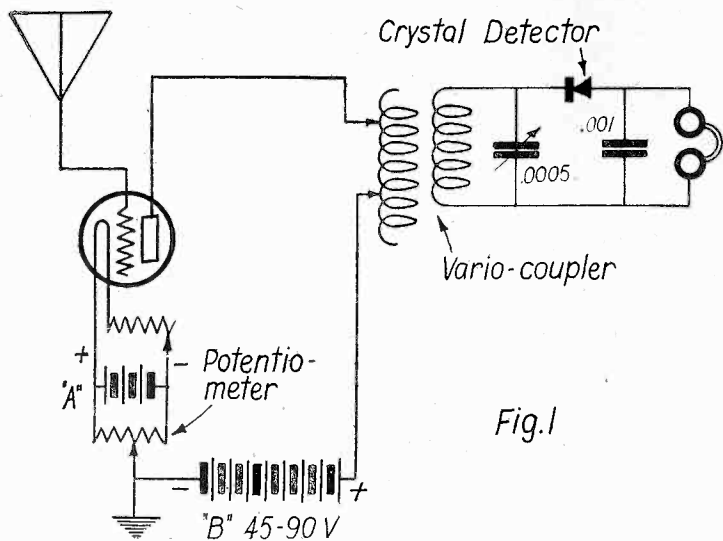 Crystal Detector
.001
.0005
Vario-coupler
+
- Potentio-
meter
"A"
Fig.1
- +
"B" 45-90 V